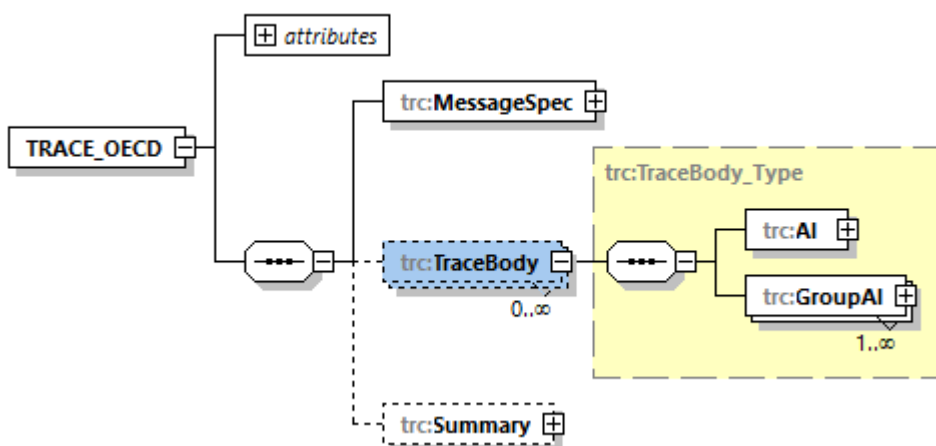 attributes
trc:MessageSpec
TRACE_OECD
trc:TraceBody_Type
trc:AI
trc:TraceBody
0..∞
trc:GroupAI
1..∞
trc:Summary